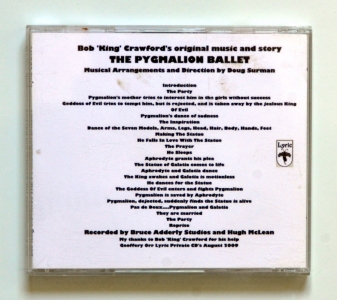 Bob 'King' Crawford's original music and story
THE PYGMALION BALLET
Musical Arrangements and Direction by Doug Surman
Introduction
The Party
Pygmalion's mother tries to interest him in the girls without success
Goddess of Evil tries to tempt him, but is rejected, and is taken away by the jealous King
Of Evil
Pygmalion's dance of sadness
The Inspiration
Dance of the Seven Models, Arms, Legs, Head, Hair, Body, Hands, Feet
Making The Statue
He Falls In Love With The Statue
The Prayer
He Sleeps
Aphrodyte grants his plea
The Statue of Galatia comes to life
Aphrodyte and Galatia dance
The King awakes and Galatia is motionless
He dances for the Statue
The Goddess of Evil enters and fights Pygmalion
Pygmalion is saved by Aphrodyte
Pygmalion, dejected, suddenly finds the Statue is alive
Pas de Deux....Pygmalion and Galatia
They are married
The Party
Reprise
Recorded by Bruce Adderly Studios and Hugh McLean
My thanks to Bob 'King' Crawford for his help
Geoffory Orr Lyric Private CD's August 2009
Lyric